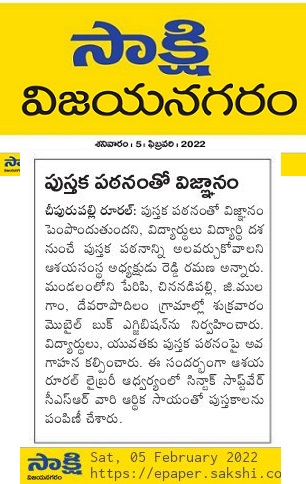 సాక్షి
విజయనగరం
శనివారం : 5 : ఫిబ్రవరి : 2022
సా
పుస్తక పఠనంతో విజ్ఞానం
చీపురుపల్లి రూరల్: పుస్తక పఠనంతో విజ్ఞానం
పెంపొందుతుందని, విద్యార్థులు విద్యార్థి దశ
నుంచే పుస్తక పఠనాన్ని అలవర్చుకోవాలని
ఆశయసంస్థ అధ్యక్షుడు రెడ్డి రమణ అన్నారు.
మండలంలోని పేరిపి, చిననడిపల్లి, జి.ముల
గాం, దేవరాపొదిలం గ్రామాల్లో శుక్రవారం
మొబైల్ బుక్ ఎగ్జిబిషన్‌ను నిర్వహించారు.
విద్యార్థులు, యువతకు పుస్తక పఠనంపై అవ
గాహన కల్పించారు. ఈ సందర్భంగా ఆశయ
రూరల్ లైబ్రరీ ఆధ్వర్యంలో సిన్టాక్ సాఫ్ట్‌వేర్
సీఎస్ఆర్ వారి ఆర్థిక సాయంతో పుస్తకాలను
పంపిణీ చేశారు.
సాక్షి Sat, 05 February 2022
విజయనగరం https://epaper.sakshi.co